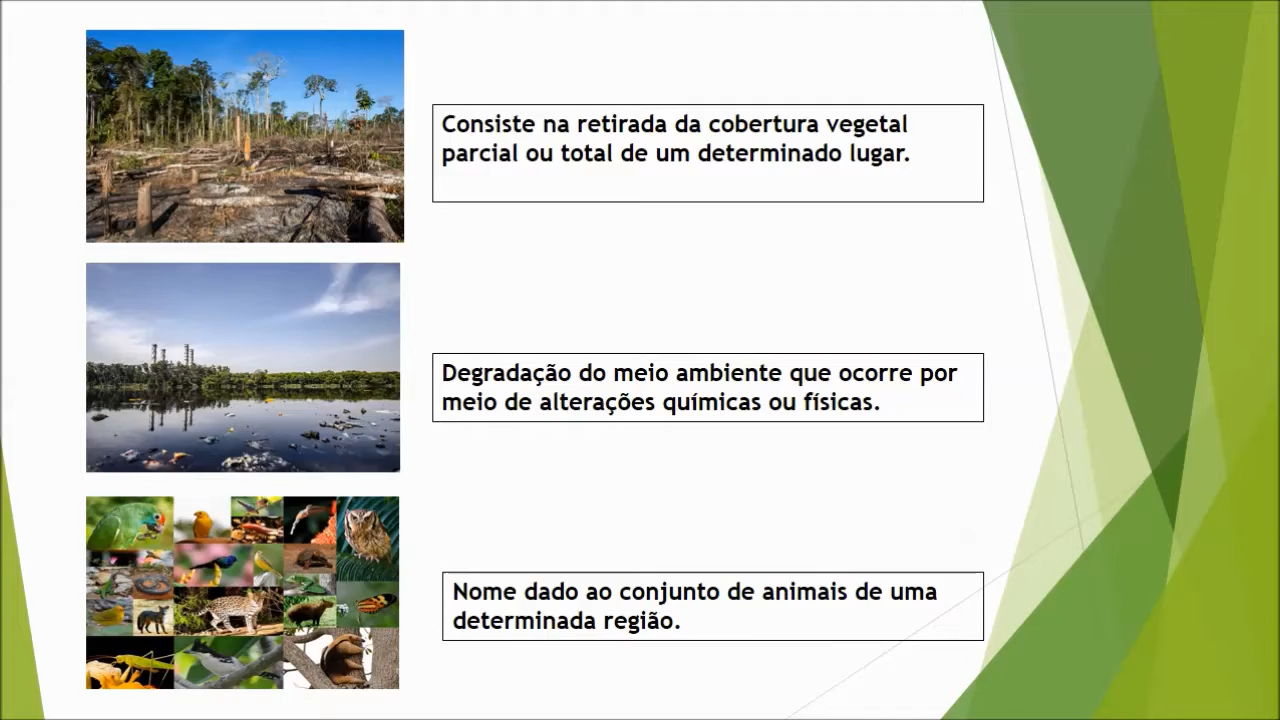 Consiste na retirada da cobertura vegetal
parcial ou total de um determinado lugar.
Degradação do meio ambiente que ocorre por
meio de alterações químicas ou físicas.
Nome dado ao conjunto de animais de uma
determinada região.